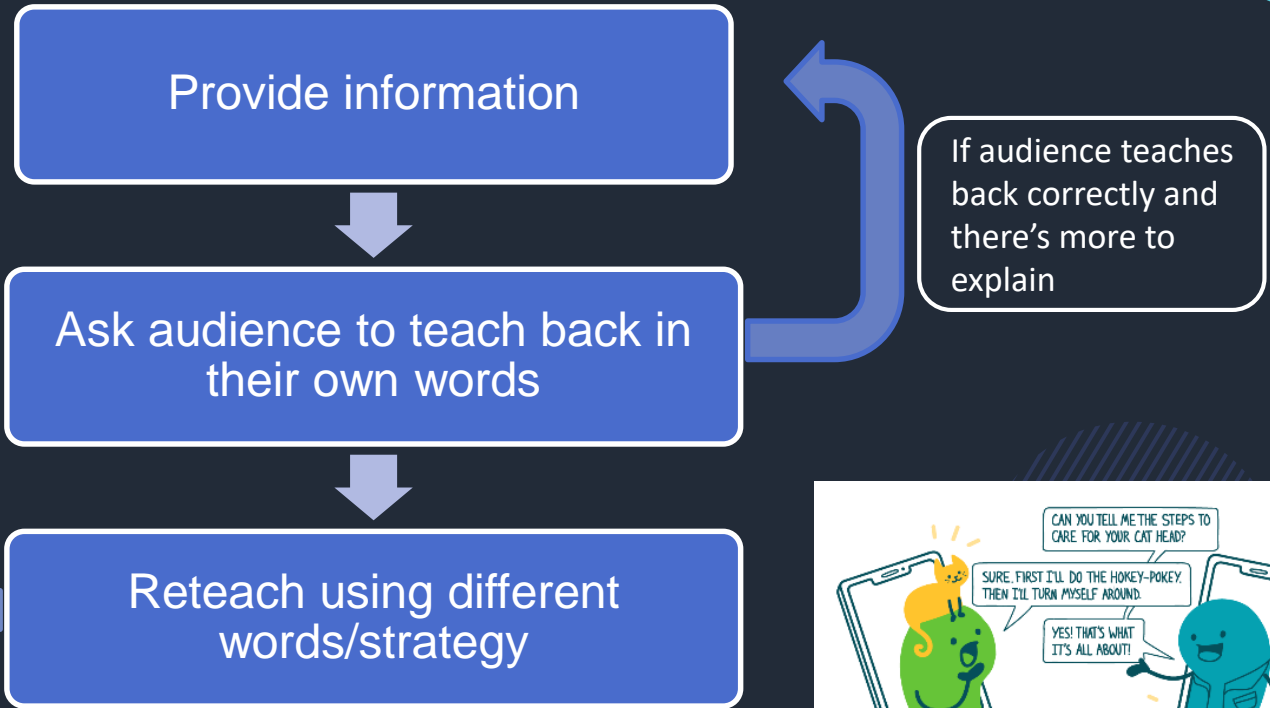 Provide information
If audience teaches
back correctly and
there’s more to
explain
Ask audience to teach back in
their own words
Reteach using different
words/strategy
CAN YOU TELL ME THE STEPS TO
CARE FOR YOUR CAT HEAD?
SURE. FIRST I'LL DO THE HOKEY-POKEY.
THEN I'LL TURN MYSELF AROUND.
YES! THAT'S WHAT
IT'S ALL ABOUT!